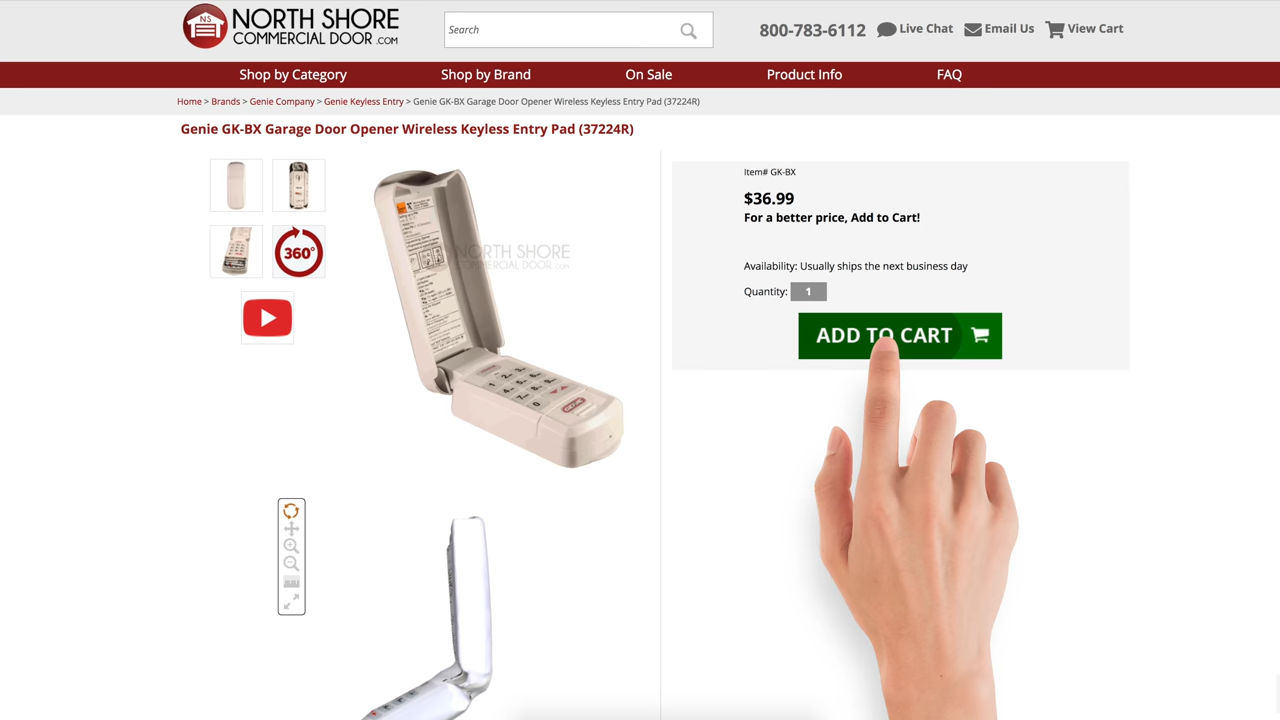 NS
NORTH SHORE
COMMERCIAL DOOR .COM
Search
800-783-6112
Live Chat
Email Us
View Cart
Shop by Category
Shop by Brand
On Sale
Product Info
FAQ
Home > Brands > Genie Company > Genie Keyless Entry > Genie GK-BX Garage Door Opener Wireless Keyless Entry Pad (37224R)
Genie GK-BX Garage Door Opener Wireless Keyless Entry Pad (37224R)
360°
NORTH SHORE
COMMERCIAL DOOR .COM
GENIE
Item# GK-BX
$36.99
For a better price, Add to Cart!
Availability: Usually ships the next business day
Quantity: 1
ADD TO CART